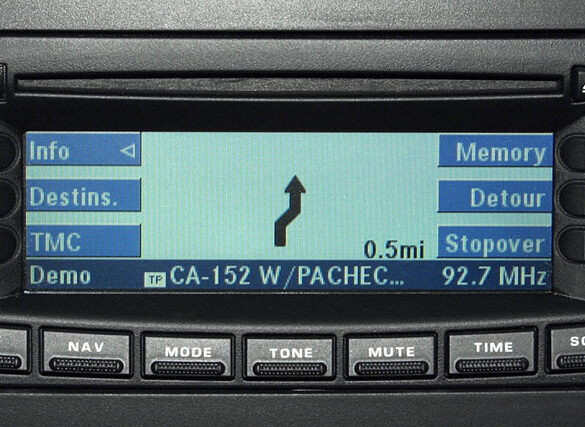 Info
Memory
Destins.
Detour
TMC
0.5mi
Stopover
Demo
TP CA-152 W/PACHEC... 92.7 MHz
NAV
MODE
TONE
MUTE
TIME